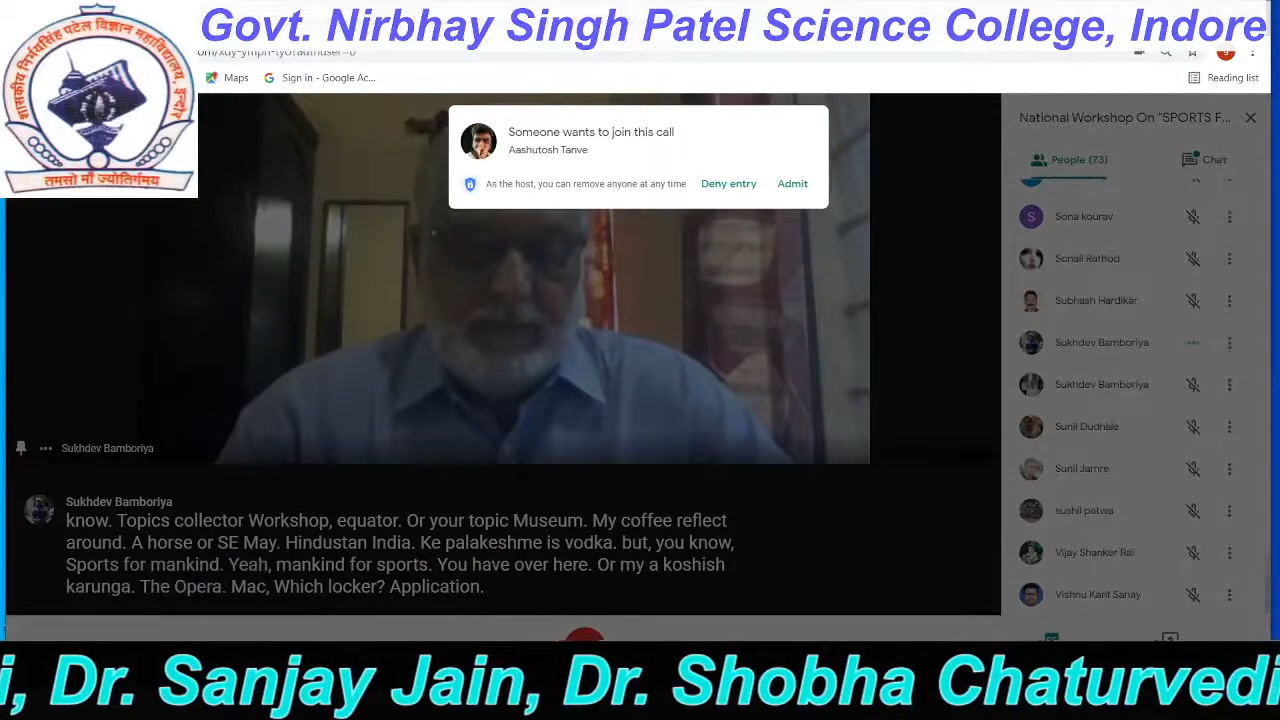 Govt. Nirbhay Singh Patel Science College, Indore
शासकीय निर्भयसिंह पटेल विज्ञान महाविद्यालय, इन्दौर
तमसो माँ ज्योतिर्गमय
Maps
Sign in - Google Ac...
Reading list
Someone wants to join this call
Aashutosh Tanve
As the host, you can remove anyone at any time
Deny entry
Admit
National Workshop On "SPORTS F...
People (73)
Chat
S
Sona kourav
Sonali Rathod
Subhash Hardikar
Sukhdev Bamboriya
Sukhdev Bamboriya
Sunil Dudhale
Sunil Jamre
sushil patwa
Vijay Shanker Rai
Vishnu Kant Sanay
Sukhdev Bamboriya
Sukhdev Bamboriya
know. Topics collector Workshop, equator. Or your topic Museum. My coffee reflect
around. A horse or SE May. Hindustan India. Ke palakeshme is vodka. but, you know,
Sports for mankind. Yeah, mankind for sports. You have over here. Or my a koshish
karunga. The Opera. Mac, Which locker? Application.
i, Dr. Sanjay Jain, Dr. Shobha Chaturvedi